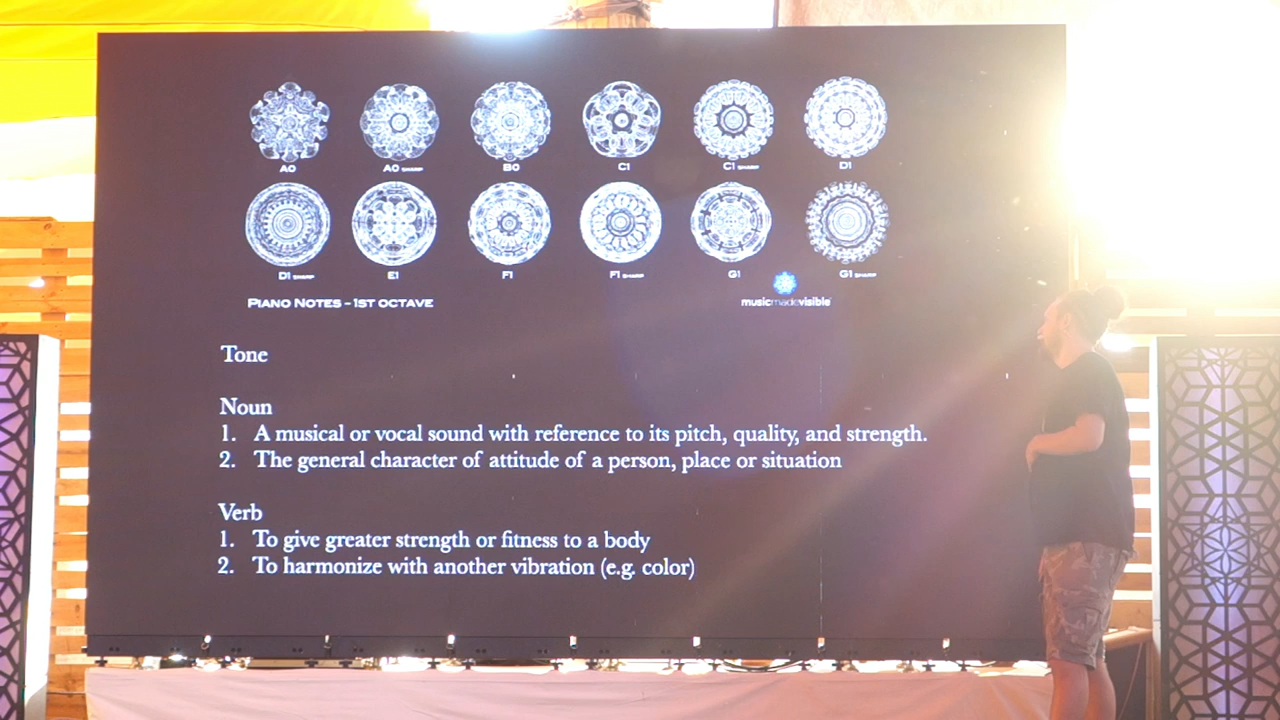 A0 A0 SHARP B0 C1 C1 SHARP D1
D1 SHARP E1 F1 F1 SHARP G1 G1 SHARP
PIANO NOTES - 1ST OCTAVE
musicmadevisible
Tone
Noun
1. A musical or vocal sound with reference to its pitch, quality, and strength.
2. The general character of attitude of a person, place or situation
Verb
1. To give greater strength or fitness to a body
2. To harmonize with another vibration (e.g. color)